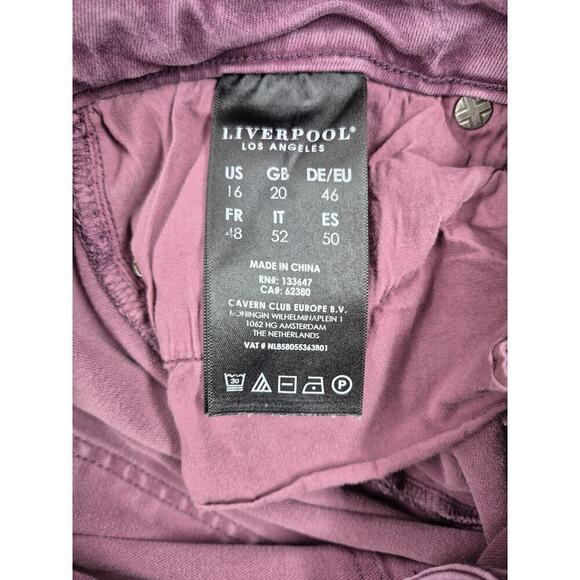 LIVERPOOL®
LOS ANGELES
US GB DE/EU
16 20 46
FR IT ES
48 52 50
MADE IN CHINA
RN#: 133647
CA#: 62380
CAVERN CLUB EUROPE B.V.
KONINGIN WILHELMINAPLEIN 1
1062 HG AMSTERDAM
THE NETHERLANDS
VAT # NL858055363B01
30 P